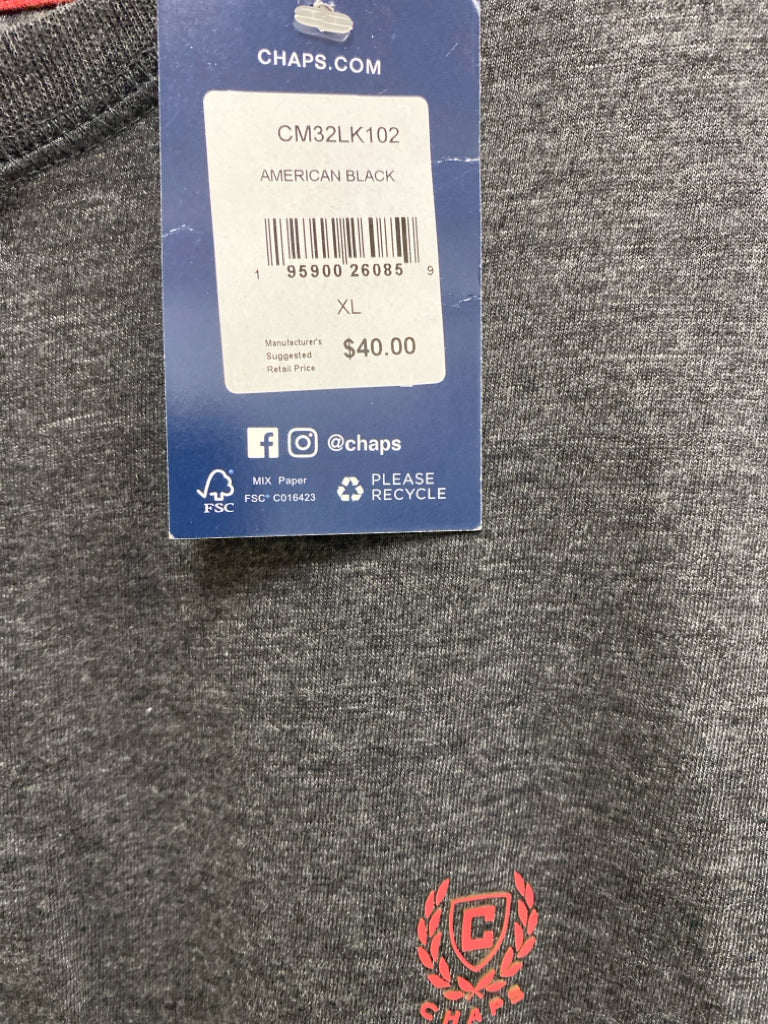 CHAPS.COM
CM32LK102
AMERICAN BLACK
1 95900 26085 9
XL
Manufacturer's
Suggested
Retail Price
$40.00
@chaps
FSC
MIX Paper
FSC® C016423
PLEASE
RECYCLE
C
CHAPS